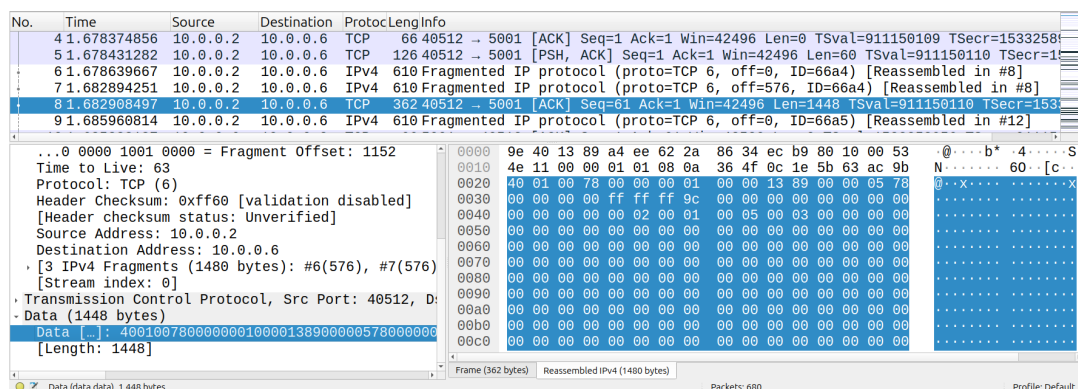 No. Time Source Destination Protoc Leng Info
4 1.678374856 10.0.0.2 10.0.0.6 TCP 66 40512 → 5001 [ACK] Seq=1 Ack=1 Win=42496 Len=0 TSval=911150109 TSecr=15332589
5 1.678431282 10.0.0.2 10.0.0.6 TCP 126 40512 → 5001 [PSH, ACK] Seq=1 Ack=1 Win=42496 Len=60 TSval=911150110 TSecr=1
6 1.678639667 10.0.0.2 10.0.0.6 IPv4 610 Fragmented IP protocol (proto=TCP 6, off=0, ID=66a4) [Reassembled in #8]
7 1.682894251 10.0.0.2 10.0.0.6 IPv4 610 Fragmented IP protocol (proto=TCP 6, off=576, ID=66a4) [Reassembled in #8]
8 1.682908497 10.0.0.2 10.0.0.6 TCP 362 40512 → 5001 [ACK] Seq=61 Ack=1 Win=42496 Len=1448 TSval=911150110 TSecr=153
9 1.685960814 10.0.0.2 10.0.0.6 IPv4 610 Fragmented IP protocol (proto=TCP 6, off=0, ID=66a5) [Reassembled in #12]
...0 0000 1001 0000 = Fragment Offset: 1152
Time to Live: 63
Protocol: TCP (6)
Header Checksum: 0xff60 [validation disabled]
[Header checksum status: Unverified]
Source Address: 10.0.0.2
Destination Address: 10.0.0.6
[3 IPv4 Fragments (1480 bytes): #6(576), #7(576)
[Stream index: 0]
Transmission Control Protocol, Src Port: 40512, D
Data (1448 bytes)
Data […]: 40010078000000010000138900000578000000
[Length: 1448]
0000 9e 40 13 89 a4 ee 62 2a 86 34 ec b9 80 10 00 53 ·@····b* ·4·····S
0010 4e 11 00 00 01 01 08 0a 36 4f 0c 1e 5b 63 ac 9b N······· 6O··[c··
0020 40 01 00 78 00 00 00 01 00 00 13 89 00 00 05 78 @··x···· ·······x
0030 00 00 00 00 ff ff ff 9c 00 00 00 00 00 00 00 00 ········ ········
0040 00 00 00 00 00 02 00 01 00 05 00 03 00 00 00 00 ········ ········
0050 00 00 00 00 00 00 00 00 00 00 00 00 00 00 00 00 ········ ········
0060 00 00 00 00 00 00 00 00 00 00 00 00 00 00 00 00 ········ ········
0070 00 00 00 00 00 00 00 00 00 00 00 00 00 00 00 00 ········ ········
0080 00 00 00 00 00 00 00 00 00 00 00 00 00 00 00 00 ········ ········
0090 00 00 00 00 00 00 00 00 00 00 00 00 00 00 00 00 ········ ········
00a0 00 00 00 00 00 00 00 00 00 00 00 00 00 00 00 00 ········ ········
00b0 00 00 00 00 00 00 00 00 00 00 00 00 00 00 00 00 ········ ········
00c0 00 00 00 00 00 00 00 00 00 00 00 00 00 00 00 00 ········ ········
Frame (362 bytes) Reassembled IPv4 (1480 bytes)
Data (data.data), 1,448 bytes Packets: 680 Profile: Default